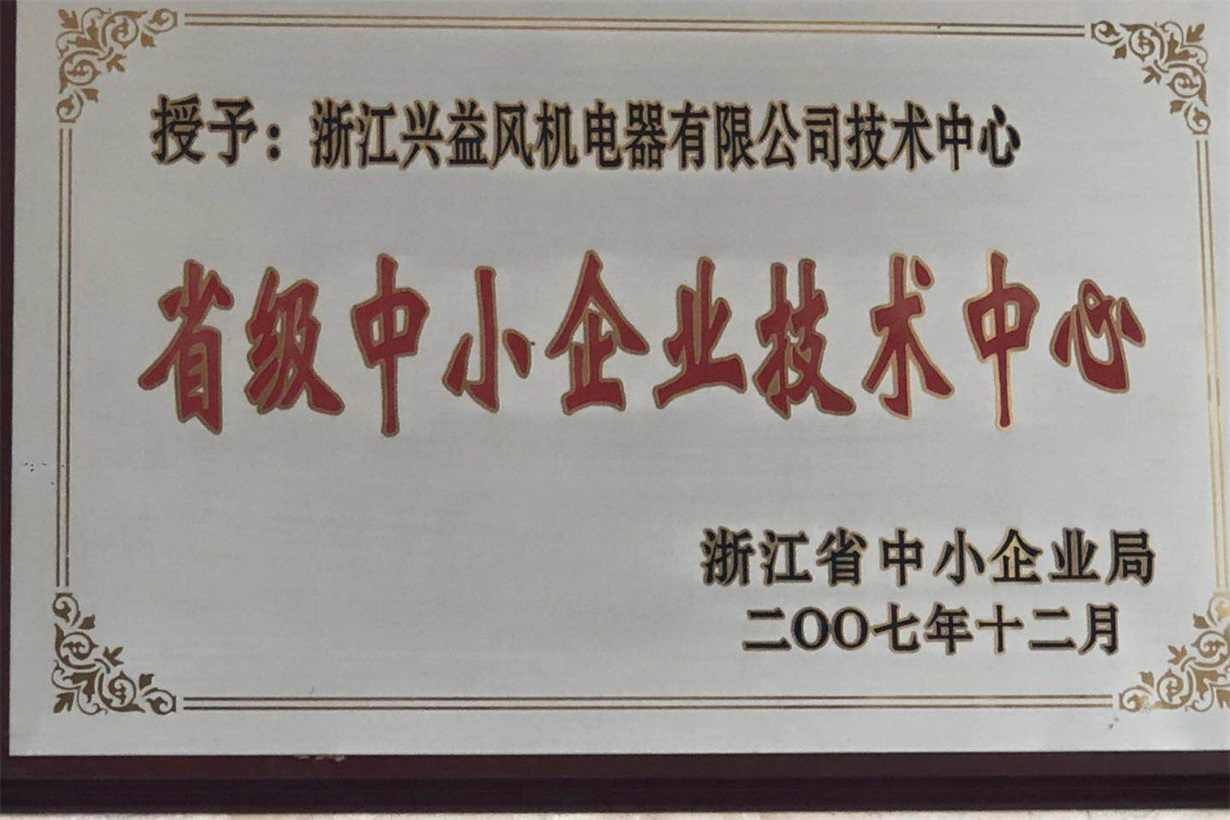 授予：浙江兴益风机电器有限公司技术中心
省级中小企业技术中心
浙江省中小企业局
二〇〇七年十二月